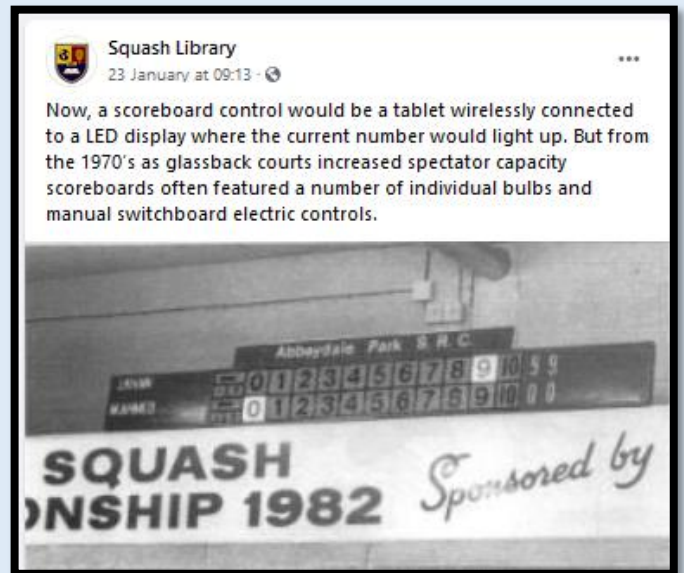 Squash Library
23 January at 09:13
Now, a scoreboard control would be a tablet wirelessly connected
to a LED display where the current number would light up. But from
the 1970's as glassback courts increased spectator capacity
scoreboards often featured a number of individual bulbs and
manual switchboard electric controls.
Abbeydale Park S. R. C.
0 1 2 3 4 5 6 7 8 9 10 5 9
0 1 2 3 4 5 6 7 8 9 10 0 0
SQUASH
ONSHIP 1982
Sponsored by